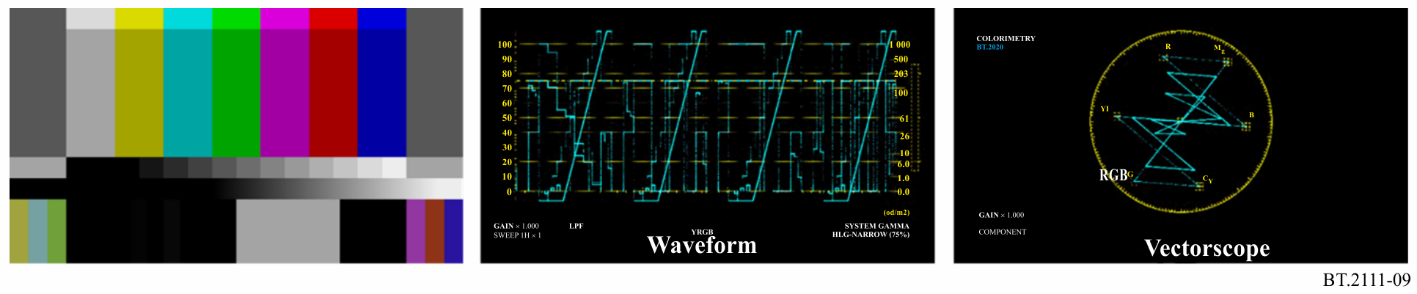 100
90
80
70
60
50
40
30
20
10
0
1 000
500
203
100
61
26
10
6.0
1.0
0.0
(od/m2)
GAIN × 1.000
LPF
SYSTEM GAMMA
SWEEP 1H × 1
YRGB
HLG-NARROW (75%)
Waveform
COLORIMETRY
BT.2020
R
Mg
YI
B
RGB
G
Cy
GAIN × 1.000
COMPONENT
Vectorscope
BT.2111-09